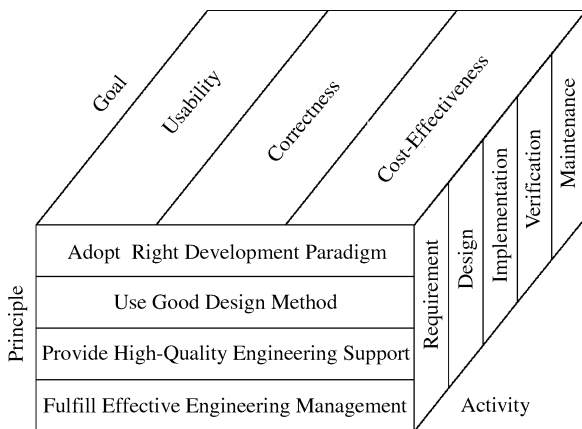 Goal
Usability
Correctness
Cost-Effectiveness
Principle
Adopt Right Development Paradigm
Use Good Design Method
Provide High-Quality Engineering Support
Fulfill Effective Engineering Management
Requirement
Design
Implementation
Verification
Maintenance
Activity